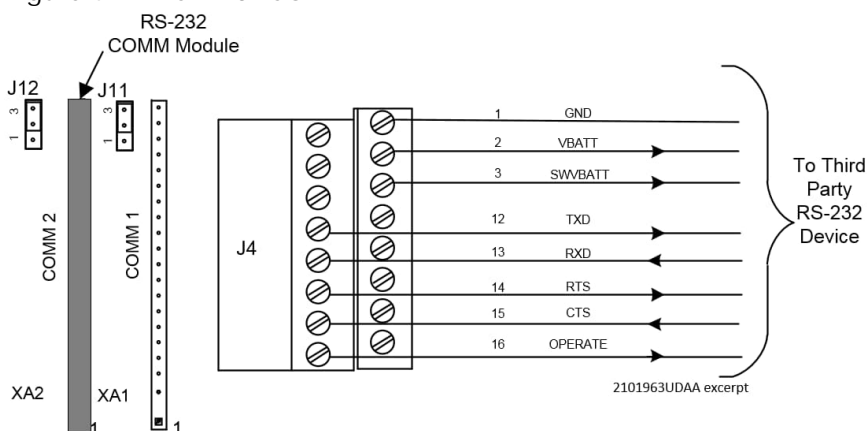 RS-232
COMM Module
J12
J11
3
1
3
1
COMM 2
COMM 1
XA2
XA1
1
1
J4
1 GND
2 VBATT
3 SWVBATT
12 TXD
13 RXD
14 RTS
15 CTS
16 OPERATE
To Third
Party
RS-232
Device
2101963UDAA excerpt